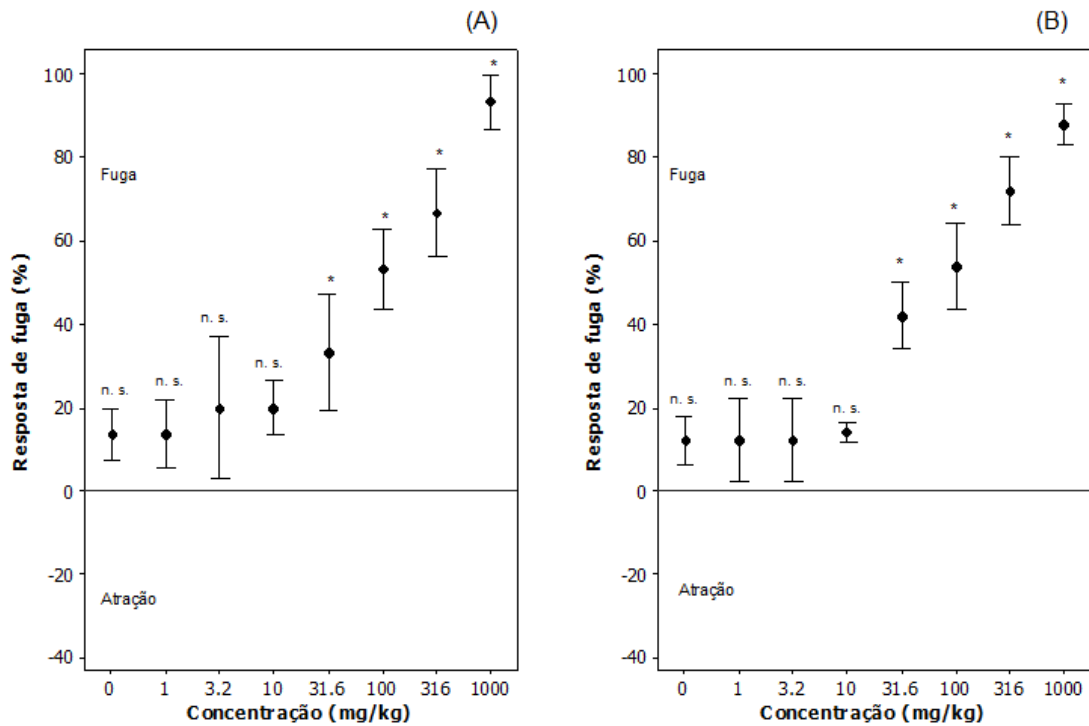 (A)
100
80
60
40
20
0
-20
-40
Resposta de fuga (%)
Fuga
Atração
n. s.
n. s.
n. s.
n. s.
*
*
*
*
0 1 3.2 10 31.6 100 316 1000
Concentração (mg/kg)
(B)
100
80
60
40
20
0
-20
-40
Resposta de fuga (%)
Fuga
Atração
n. s.
n. s.
n. s.
n. s.
*
*
*
*
0 1 3.2 10 31.6 100 316 1000
Concentração (mg/kg)